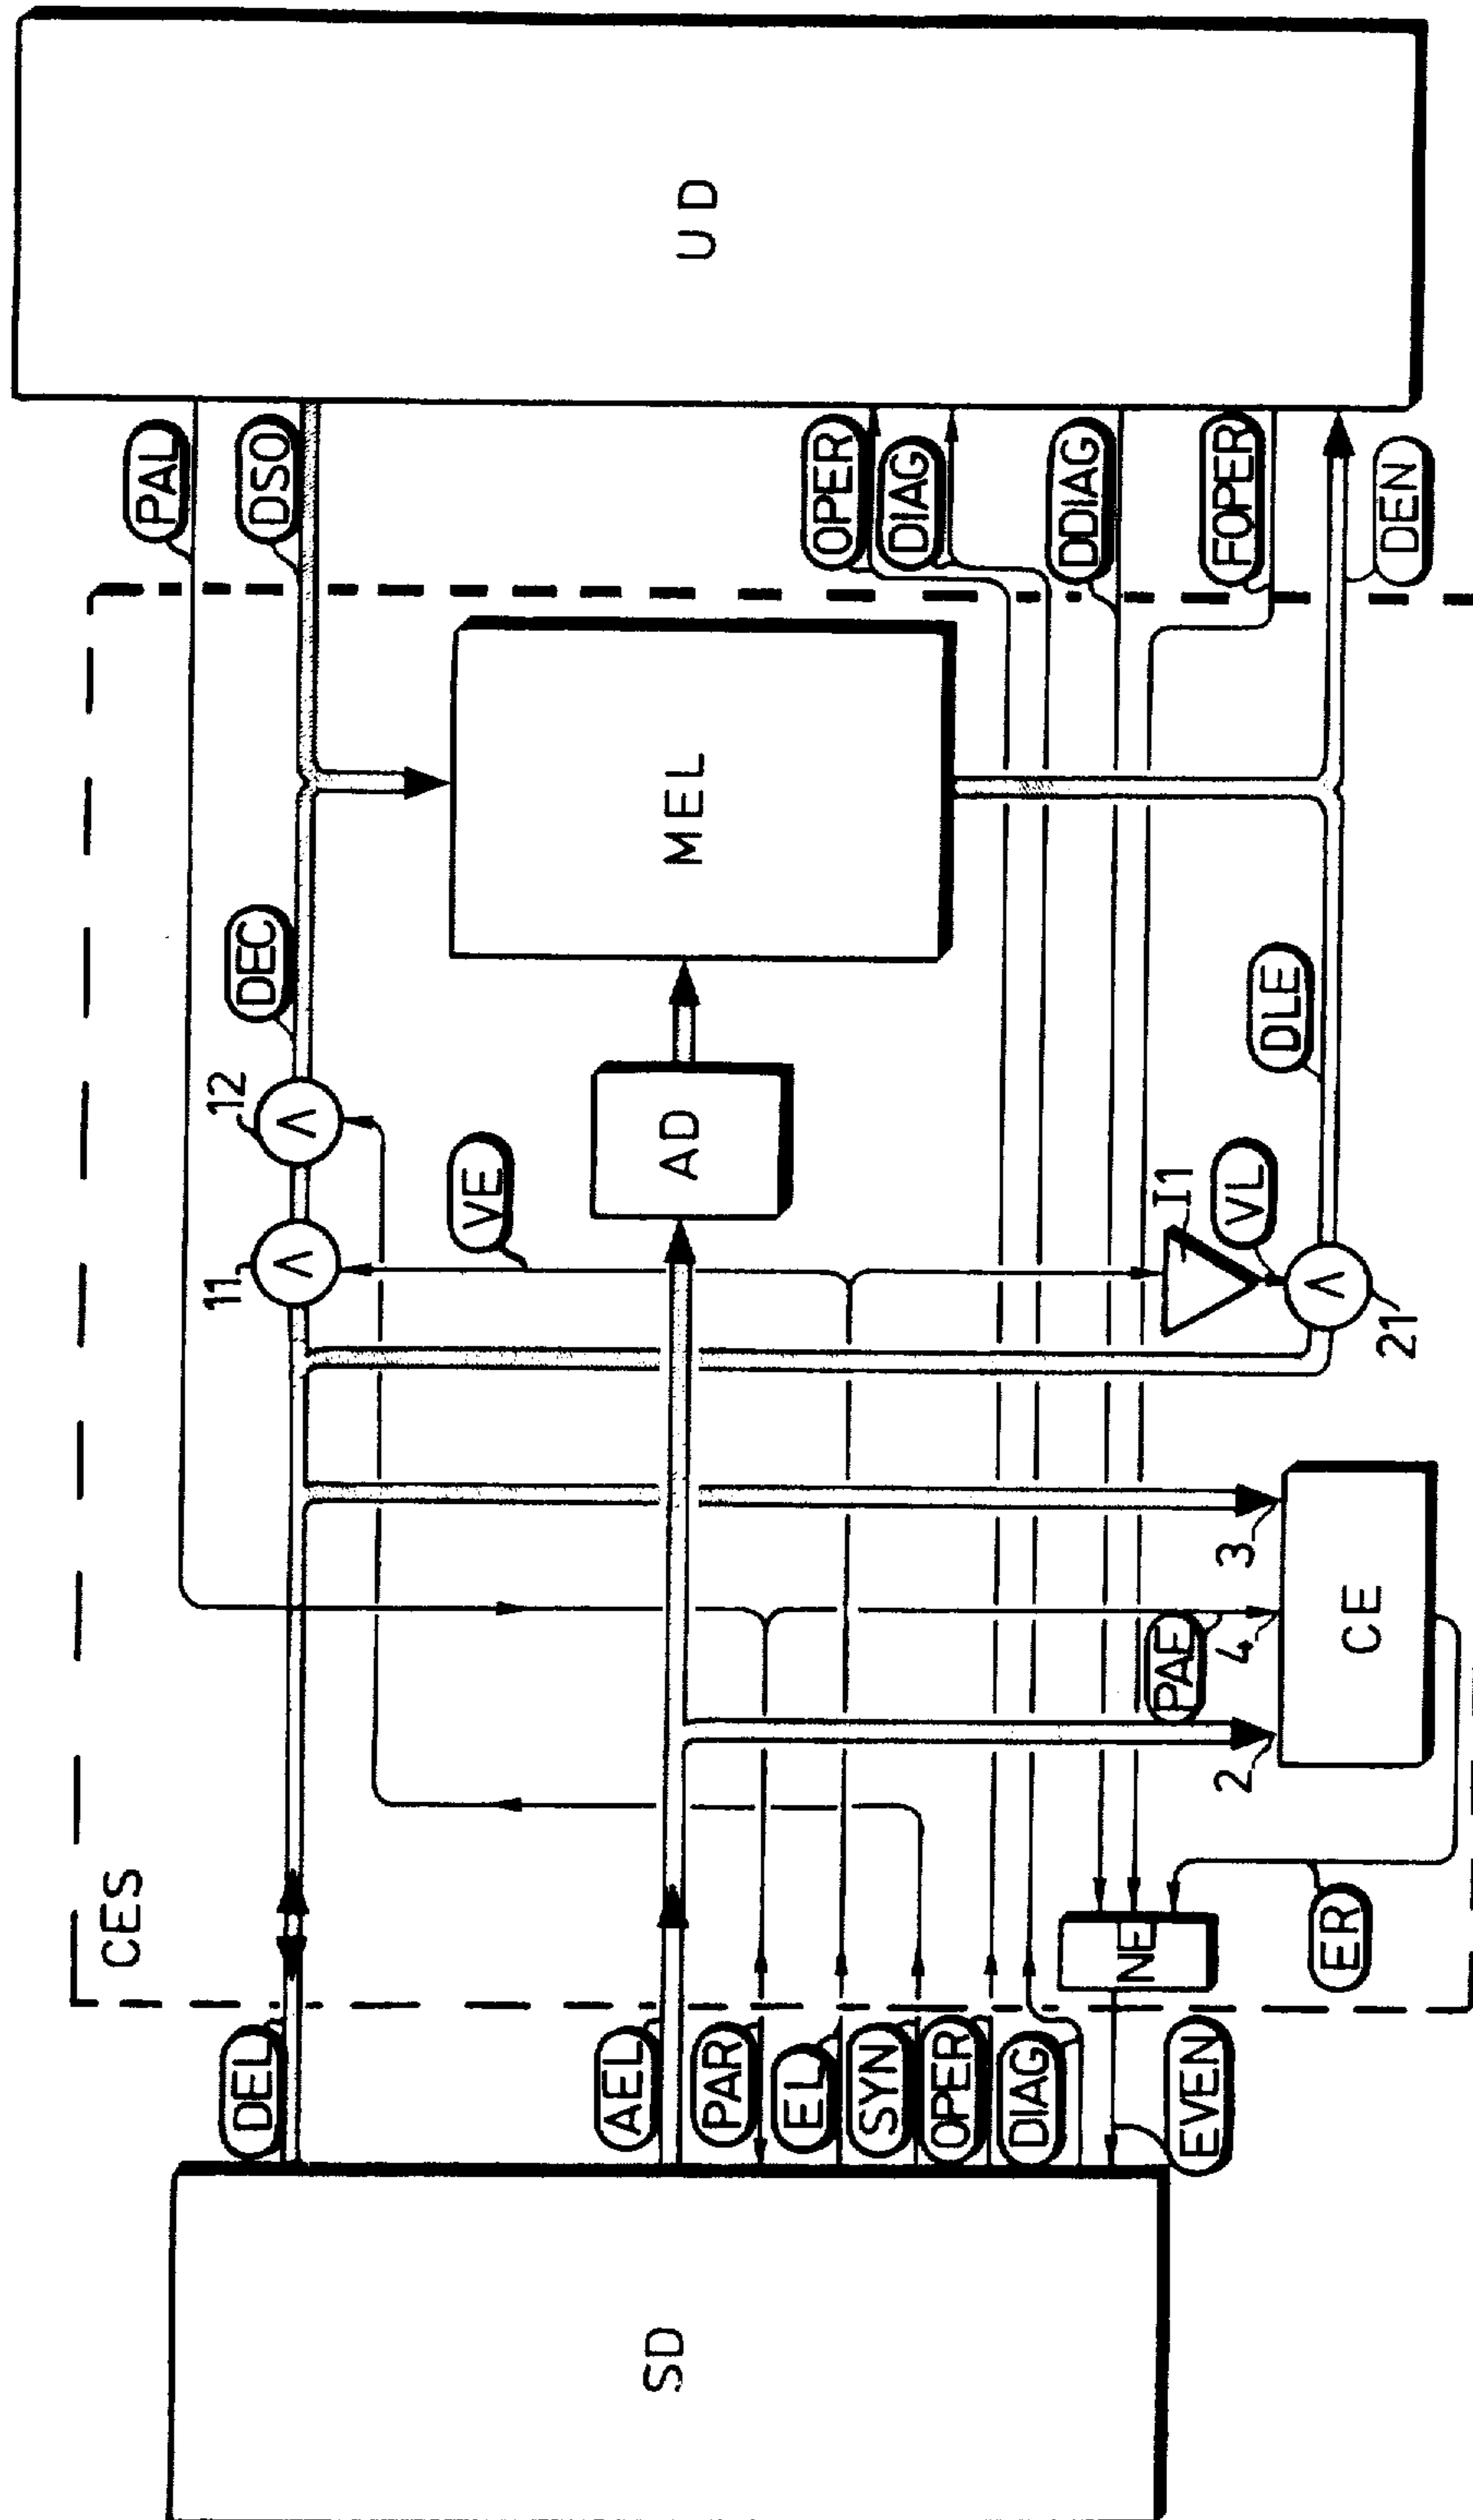 UD
PAL
DSO
OPER
DIAG
DDIAG
FOPER
DEN
MEL
DEC
DLE
12
11
VE
AD
I1
VL
21
3
4
2
PAE
CE
CES
NE
ER
DEL
AEL
PAR
EL
SYN
OPER
DIAG
EVEN
SD